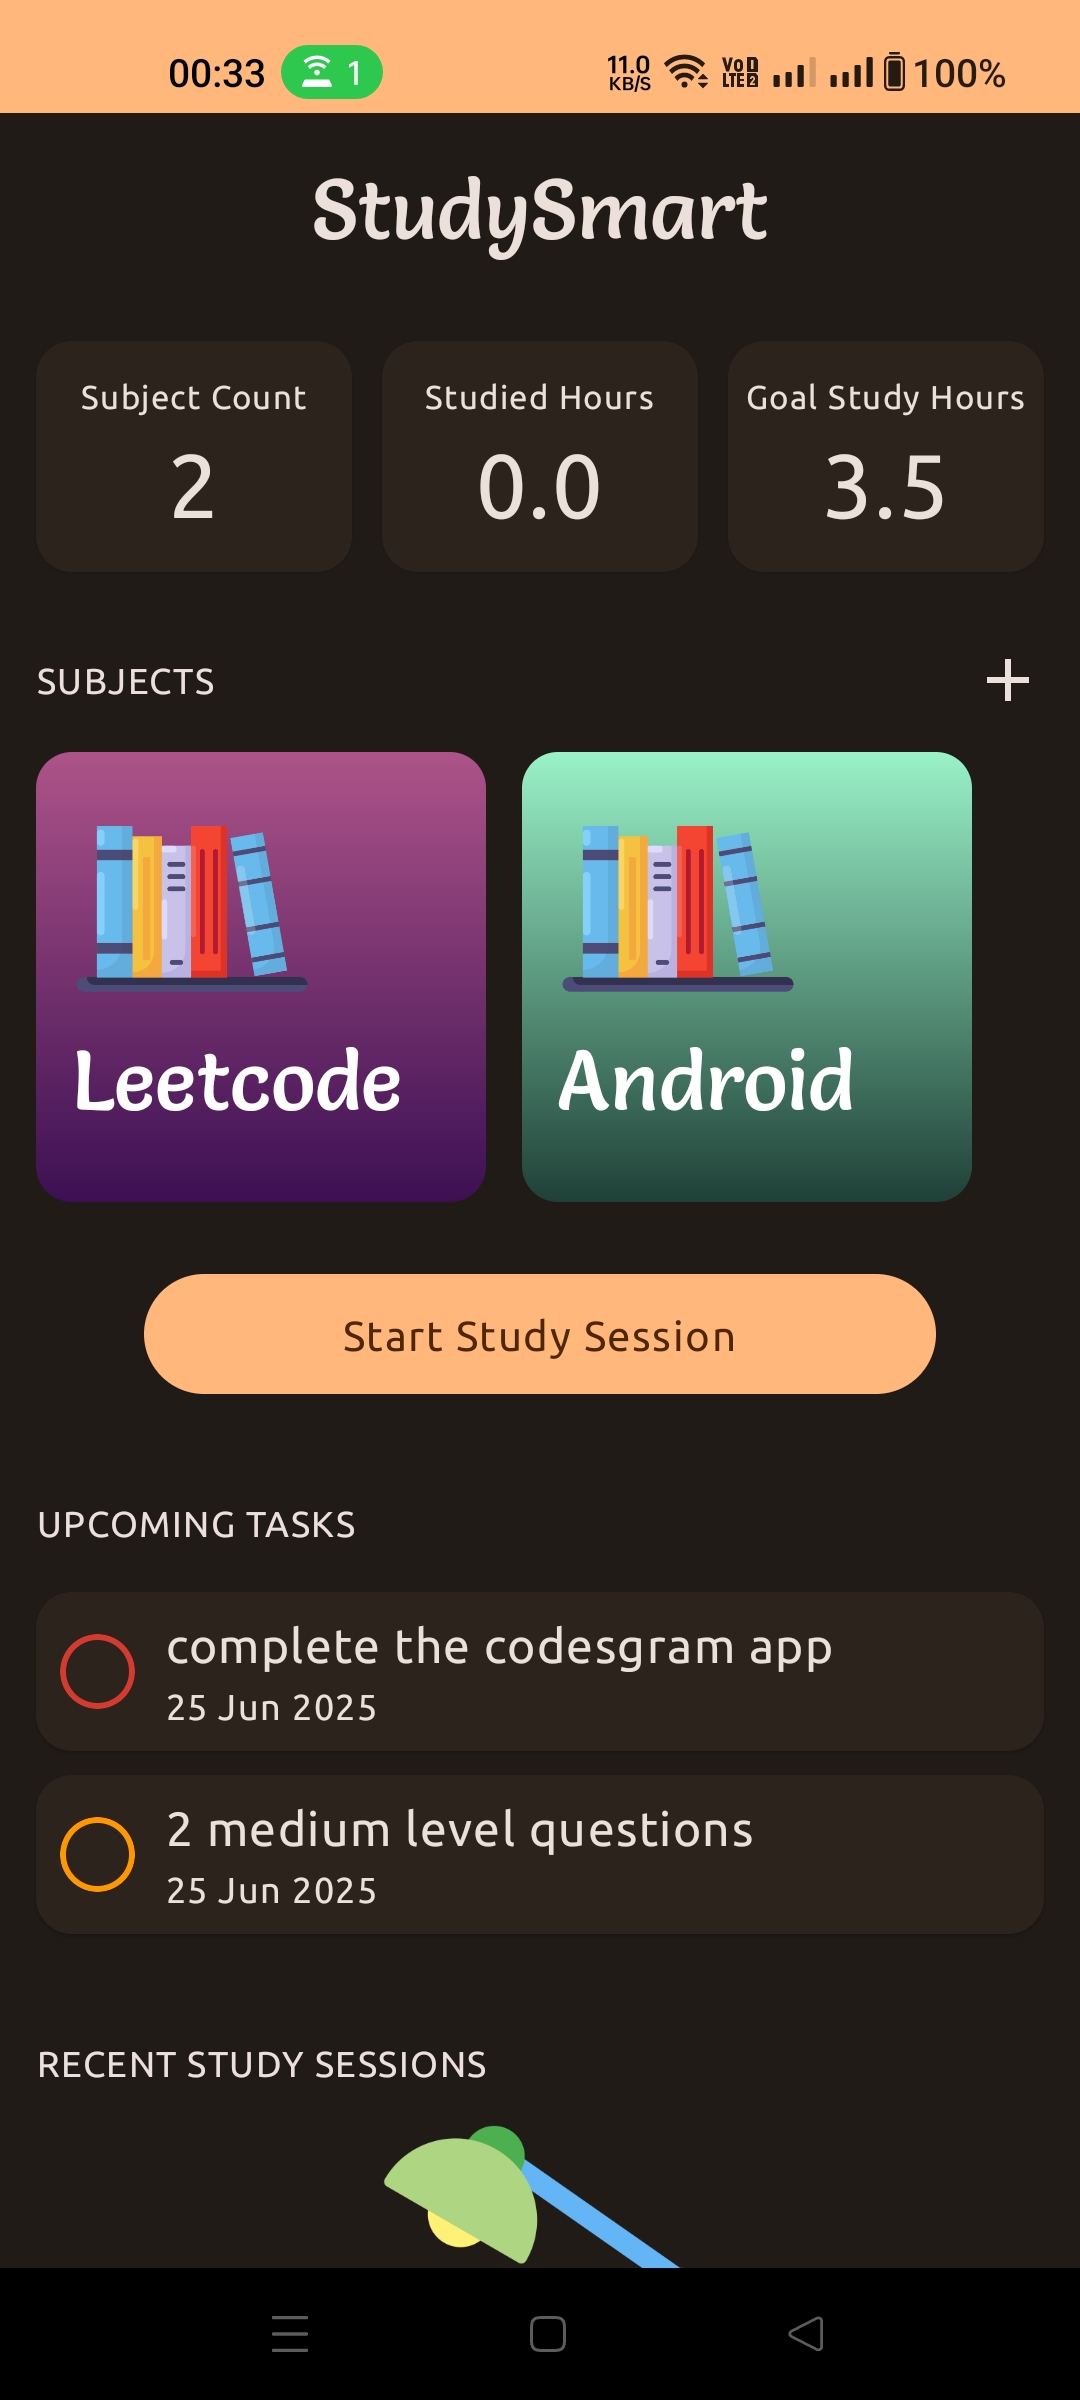 00:33 1 11.0 KB/S VoD LTE2 100%
StudySmart
Subject Count Studied Hours Goal Study Hours
2 0.0 3.5
SUBJECTS
Leetcode Android
Start Study Session
UPCOMING TASKS
complete the codesgram app
25 Jun 2025
2 medium level questions
25 Jun 2025
RECENT STUDY SESSIONS